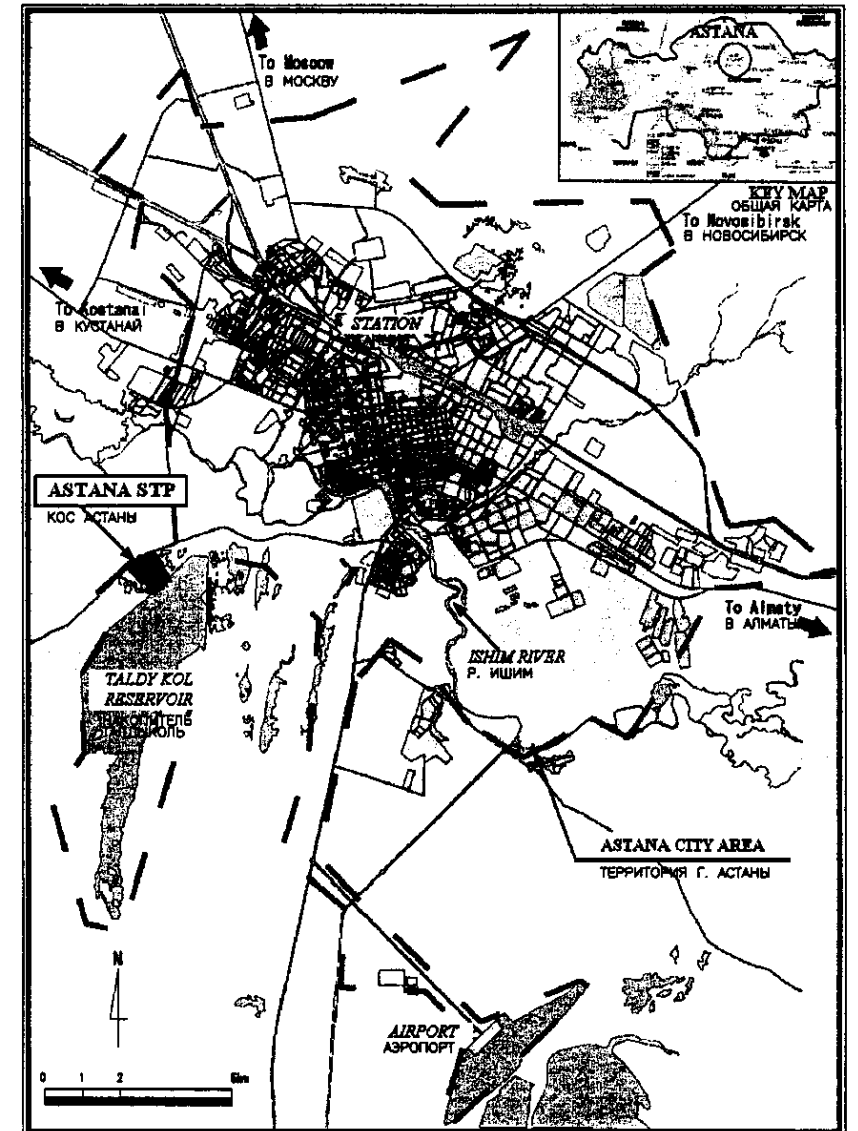 ASTANA
KEY MAP
ОБЩАЯ КАРТА
To Moscow
В МОСКВУ
To Novosibirsk
В НОВОСИБИРСК
To Kostanai
В КУСТАНАЙ
STATION
ASTANA STP
КОС АСТАНЫ
To Almaty
В АЛМАТЫ
ISHIM RIVER
Р. ИШИМ
TALDY KOL
RESERVOIR
ASTANA CITY AREA
ТЕРРИТОРИЯ Г. АСТАНЫ
N
AIRPORT
АЭРОПОРТ
0 1 2 5km